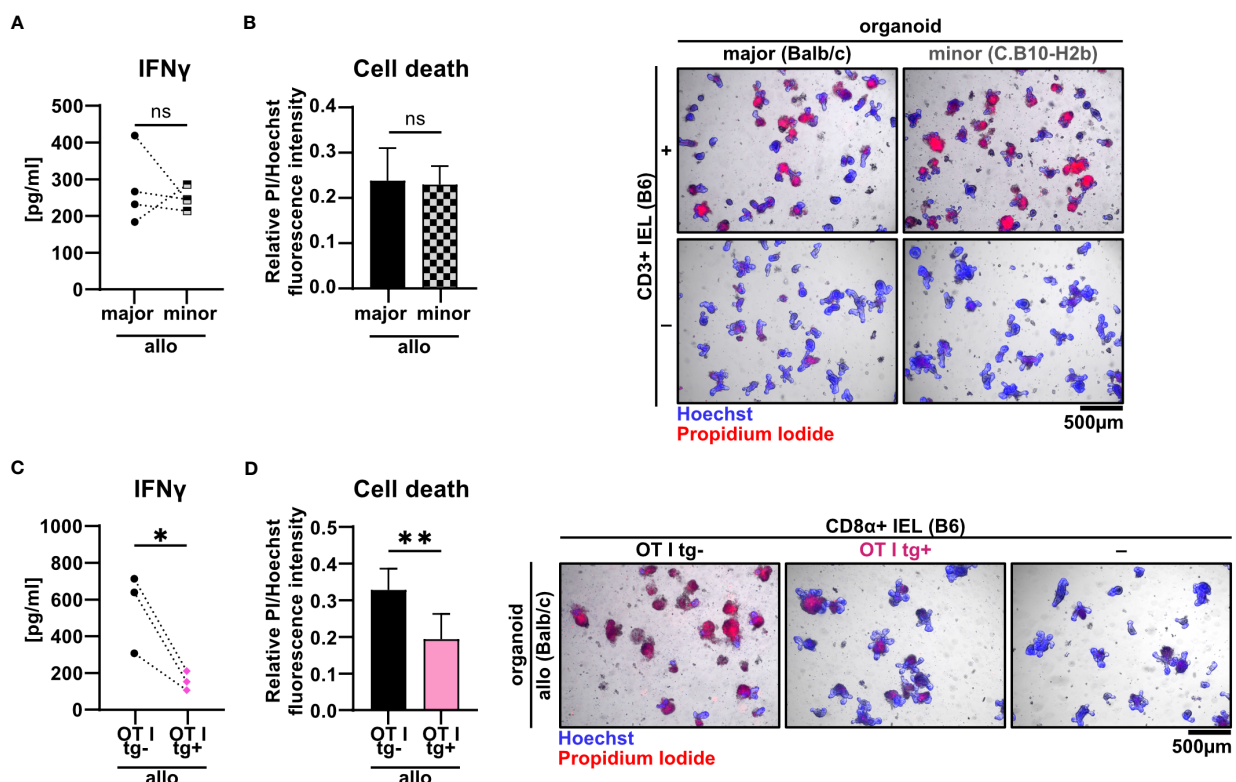 A
IFNγ
[pg/ml]
500
400
300
200
100
0
ns
major minor
allo
B
Cell death
Relative PI/Hoechst
fluorescence intensity
0.4
0.3
0.2
0.1
0.0
ns
major minor
allo
organoid
major (Balb/c)
minor (C.B10-H2b)
CD3+ IEL (B6)
+
–
Hoechst
Propidium Iodide
500µm
C
IFNγ
[pg/ml]
1000
800
600
400
200
0
*
OT I OT I
tg- tg+
allo
D
Cell death
Relative PI/Hoechst
fluorescence intensity
0.5
0.4
0.3
0.2
0.1
0.0
**
OT I OT I
tg- tg+
allo
CD8α+ IEL (B6)
OT I tg-
OT I tg+
–
organoid
allo (Balb/c)
Hoechst
Propidium Iodide
500µm